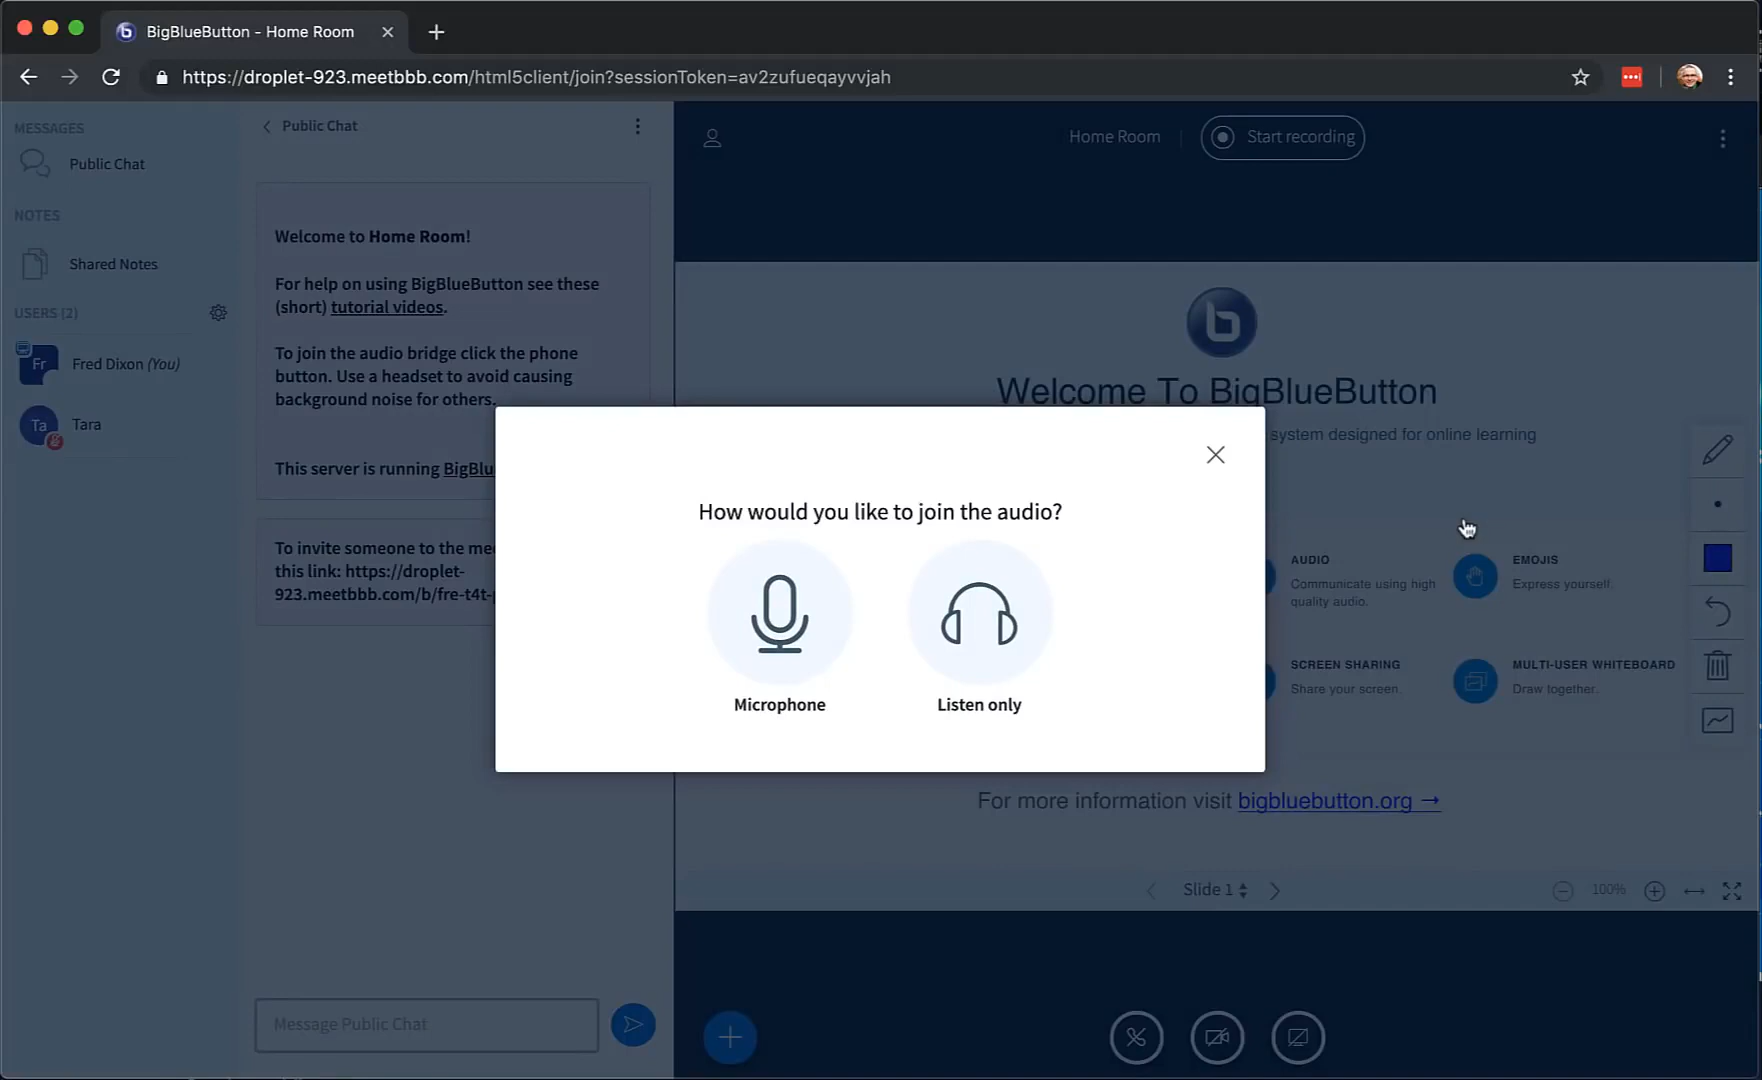 BigBlueButton - Home Room
https://droplet-923.meetbbb.com/html5client/join?sessionToken=av2zufueqayvvjah
MESSAGES
Public Chat
NOTES
Shared Notes
USERS (2)
Fr
Fred Dixon (You)
Ta
Tara
Public Chat
Welcome to Home Room!
For help on using BigBlueButton see these
(short) tutorial videos.
To join the audio bridge click the phone
button. Use a headset to avoid causing
background noise for others.
This server is running
To invite someone to the
this link: https://droplet-
923.meetbbb.com/b/fre-t4t-
Message Public Chat
Home Room
Start recording
Welcome To BigBlueButton
system designed for online learning
AUDIO
Communicate using high
quality audio.
EMOJIS
Express yourself.
SCREEN SHARING
Share your screen.
MULTI-USER WHITEBOARD
Draw together.
For more information visit bigbluebutton.org →
Slide 1
100%
How would you like to join the audio?
Microphone
Listen only